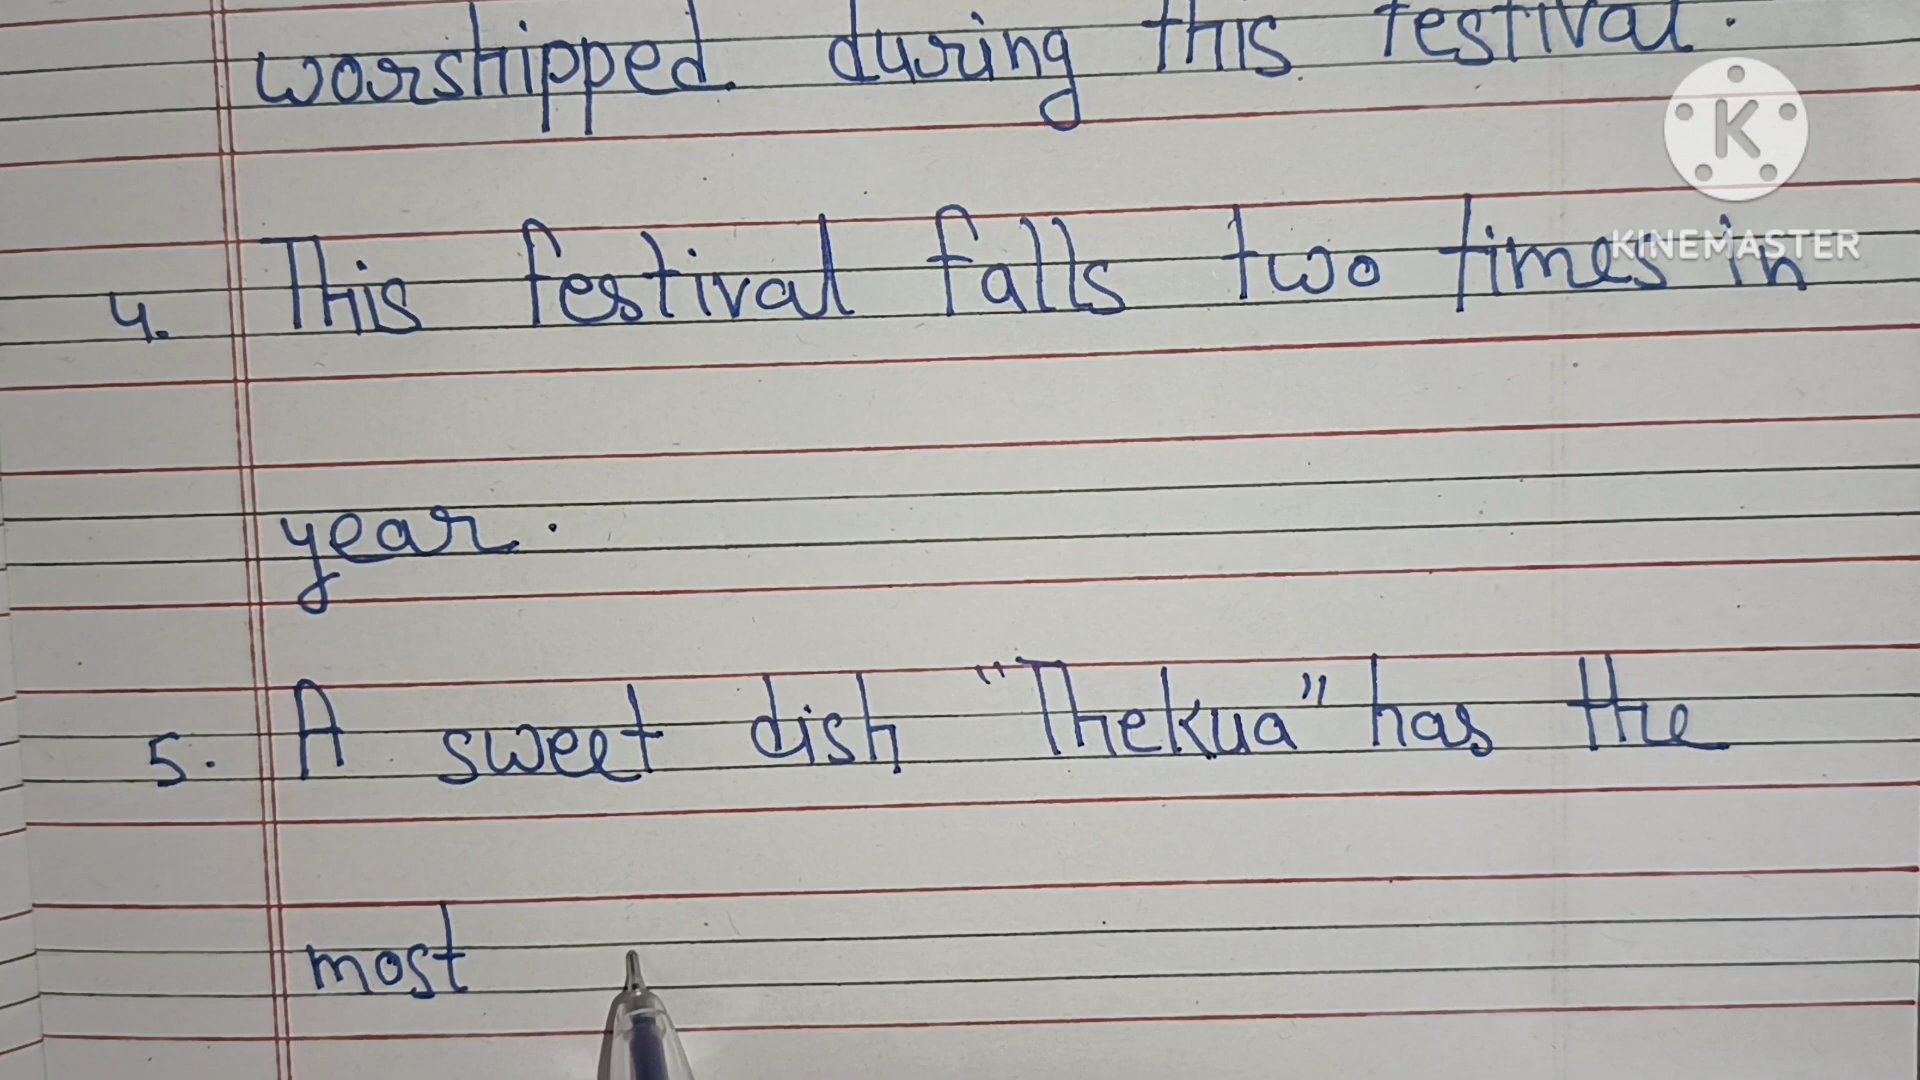 worshipped during this festival.
K
KINEMASTER
4. This festival falls two times in
year.
5. A sweet dish "Thekua" has the
most